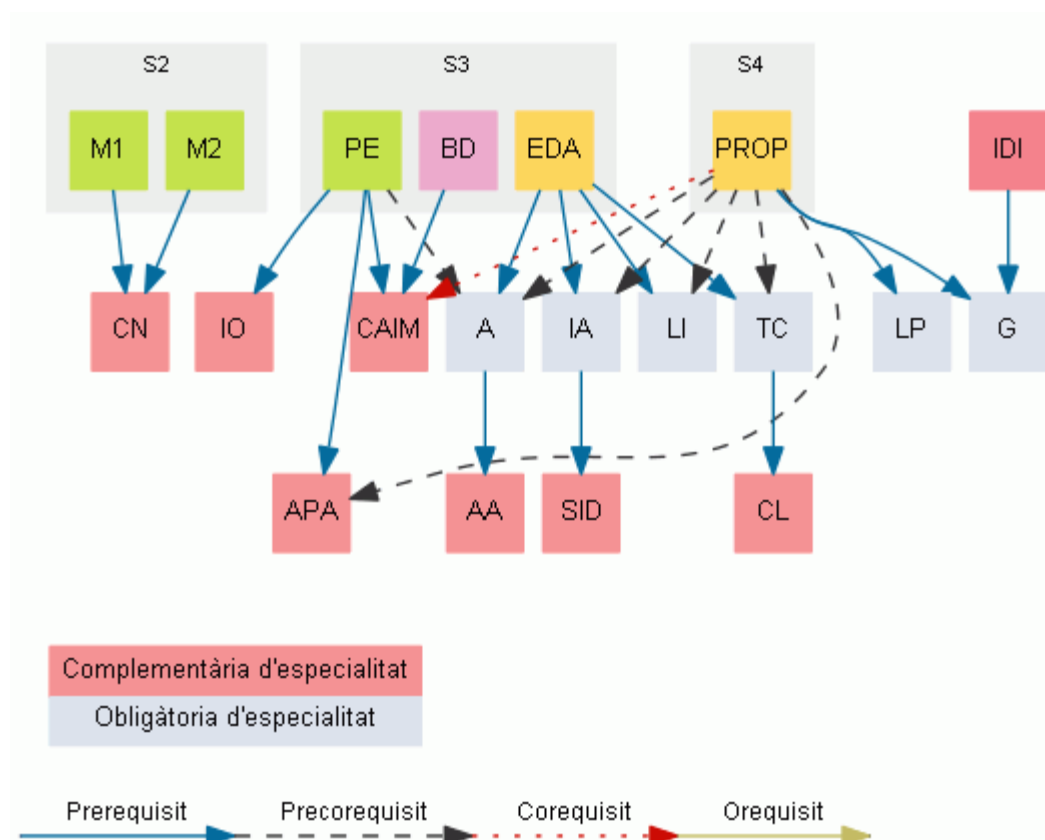 S2
S3
S4
M1
M2
PE
BD
EDA
PROP
IDI
CN
IO
CAIM
A
IA
LI
TC
LP
G
APA
AA
SID
CL
Complementària d'especialitat
Obligàtoria d'especialitat
Prerequisit
Precorequisit
Corequisit
Orequisit